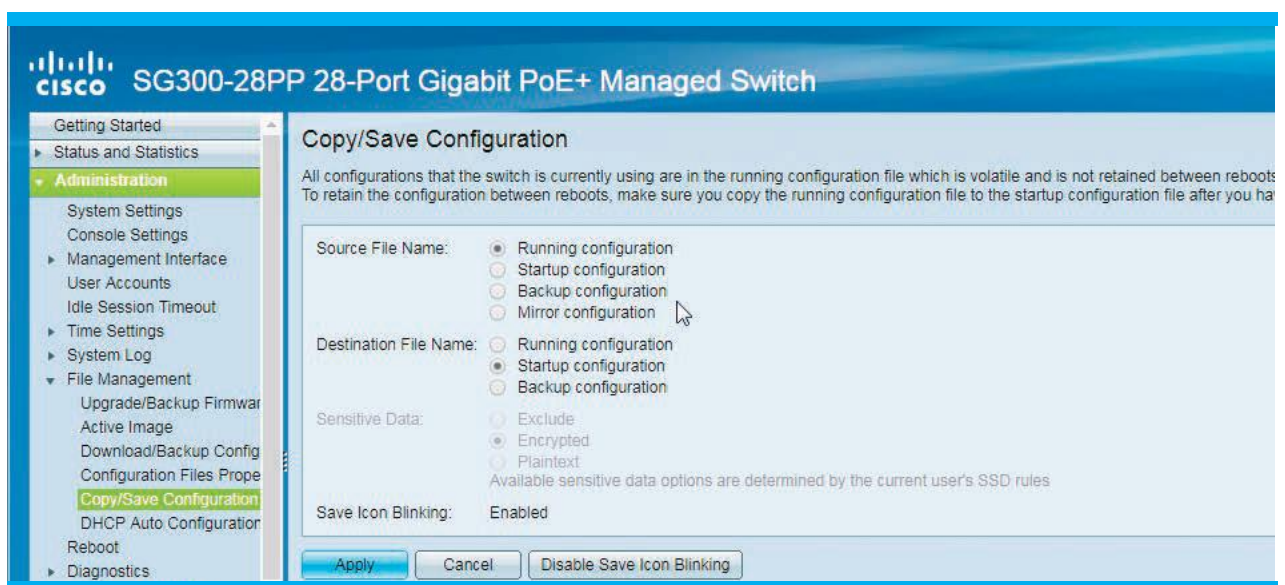 CISCO SG300-28PP 28-Port Gigabit PoE+ Managed Switch
Getting Started
Status and Statistics
Administration
System Settings
Console Settings
Management Interface
User Accounts
Idle Session Timeout
Time Settings
System Log
File Management
Upgrade/Backup Firmwar
Active Image
Download/Backup Config
Configuration Files Prope
Copy/Save Configuration
DHCP Auto Configuration
Reboot
Diagnostics
Copy/Save Configuration
All configurations that the switch is currently using are in the running configuration file which is volatile and is not retained between reboots
To retain the configuration between reboots, make sure you copy the running configuration file to the startup configuration file after you ha
Source File Name: Running configuration
Startup configuration
Backup configuration
Mirror configuration
Destination File Name: Running configuration
Startup configuration
Backup configuration
Sensitive Data: Exclude
Encrypted
Plaintext
Available sensitive data options are determined by the current user's SSD rules
Save Icon Blinking: Enabled
Apply Cancel Disable Save Icon Blinking